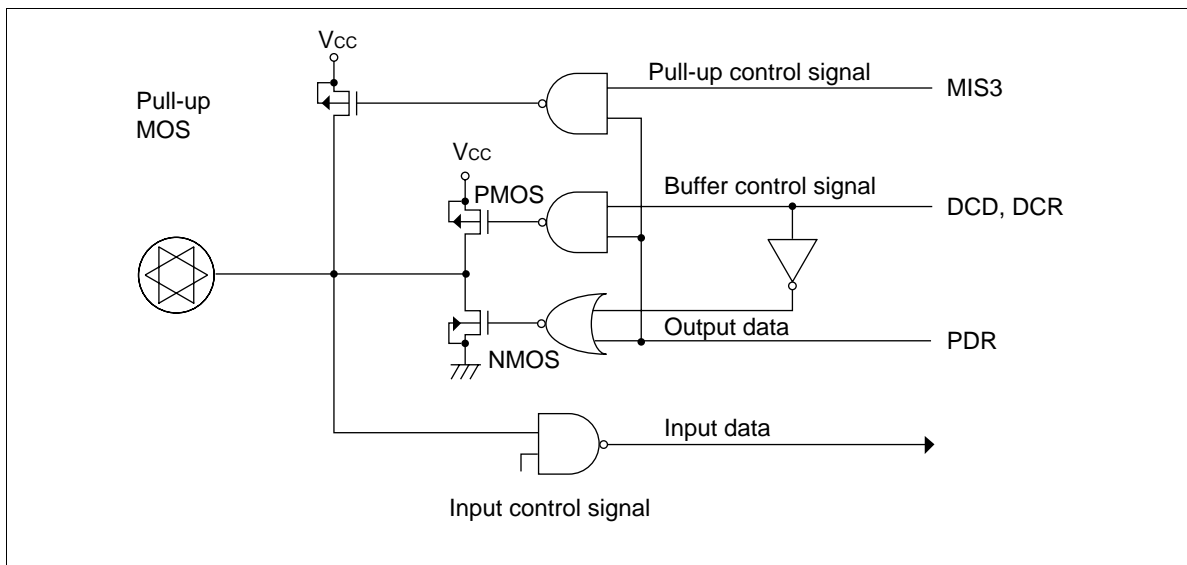 VCC
Pull-up control signal
MIS3
Pull-up
MOS
VCC
PMOS
Buffer control signal
DCD, DCR
Output data
PDR
NMOS
Input data
Input control signal